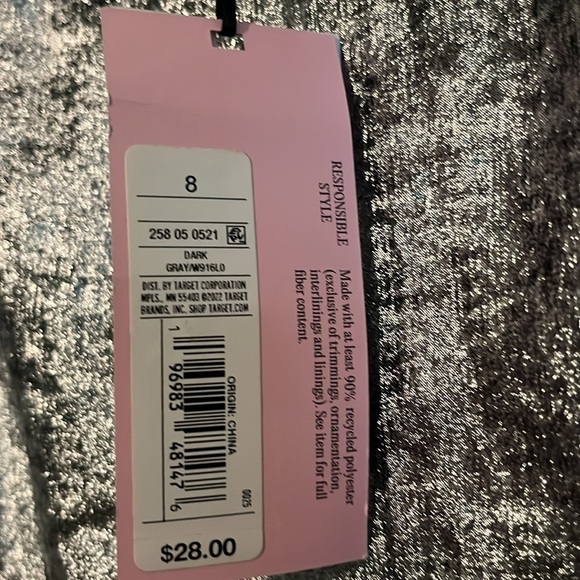 8
258 05 0521
DARK
GRAY/W916L0
DIST. BY TARGET CORPORATION
MPLS., MN 55403 ©2022 TARGET
BRANDS, INC. SHOP TARGET.COM
ORIGIN: CHINA
1 96983 48147 6
0025
$28.00
RESPONSIBLE
STYLE
Made with at least 90% recycled polyester
(exclusive of trimmings, ornamentation,
interlinings and linings). See item for full
fiber content.